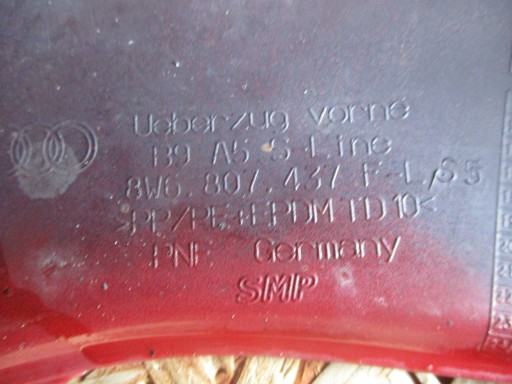 Ueberzug vorne
B9 A5 S-Line
8W6.807.437 F-L,S5
>PP/PE+EPDM TD10<
PNF Germany
SMP